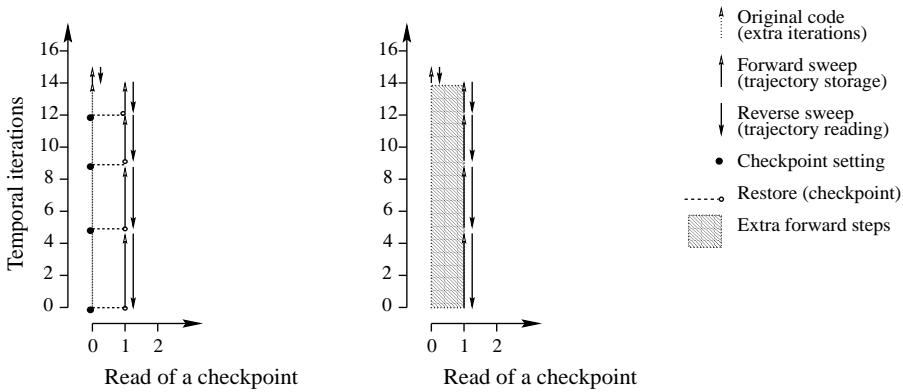 Temporal iterations
16
14
12
10
8
6
4
2
0
0 1 2
Read of a checkpoint
16
14
12
10
8
6
4
2
0
0 1 2
Read of a checkpoint
Original code
(extra iterations)
Forward sweep
(trajectory storage)
Reverse sweep
(trajectory reading)
Checkpoint setting
Restore (checkpoint)
Extra forward steps